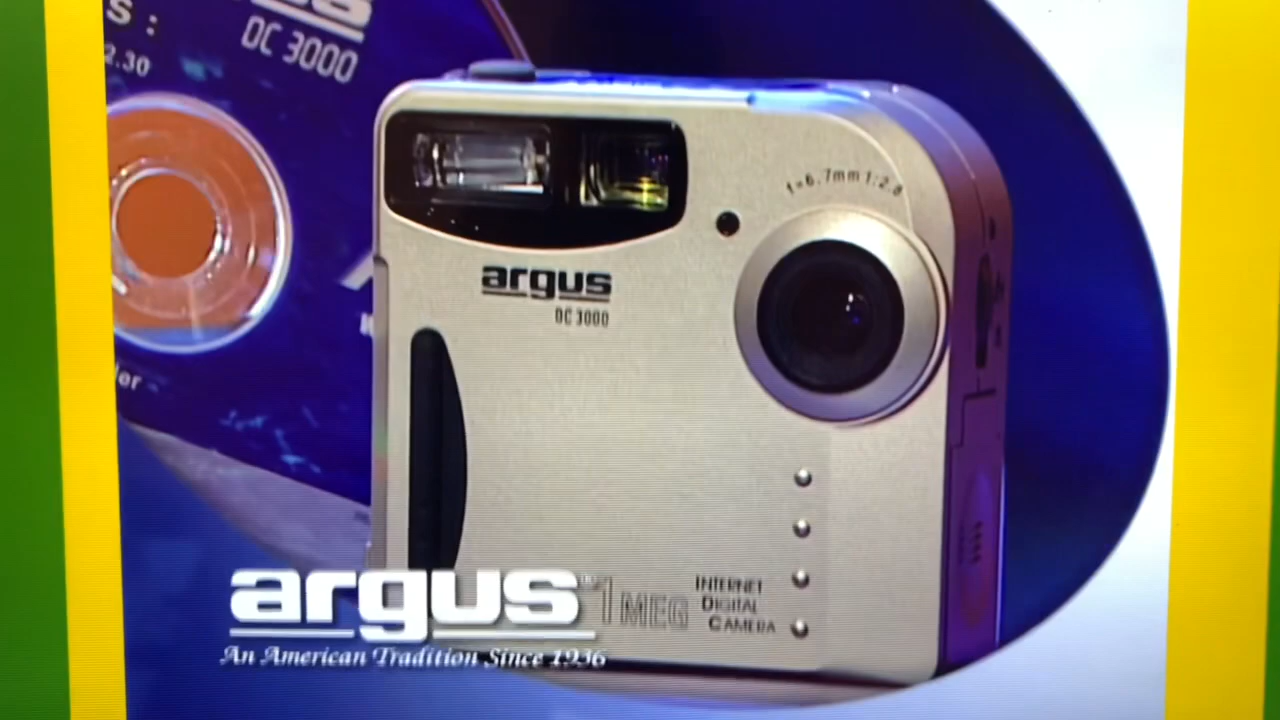 s :
DC 3000
2.30
f=6.7mm 1:2.8
argus
DC 3000
argus
An American Tradition Since 1936
1 MEG
INTERNET
DIGITAL
CAMERA